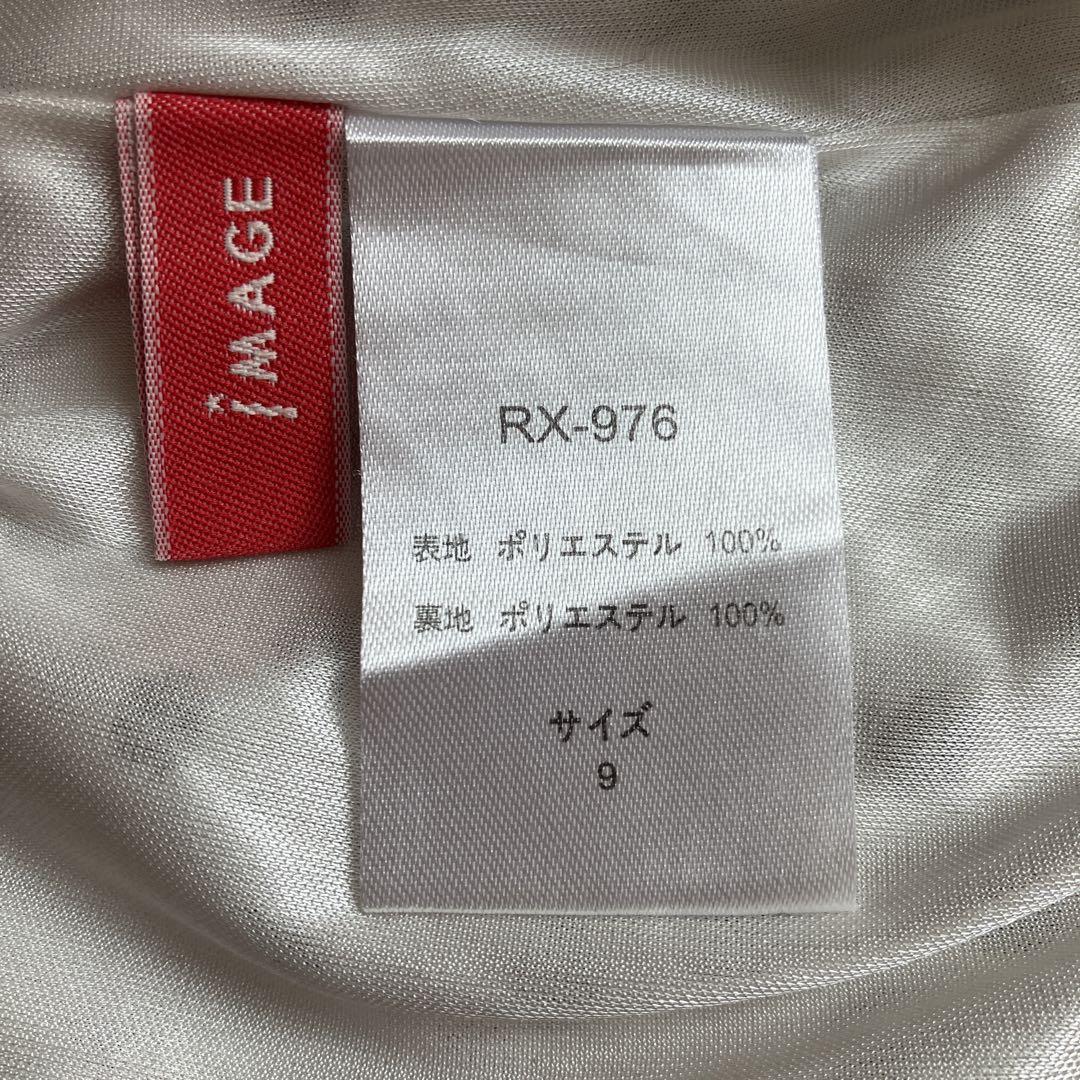 iMAGE
RX-976
表地 ポリエステル 100%
裏地 ポリエステル 100%
サイズ
9